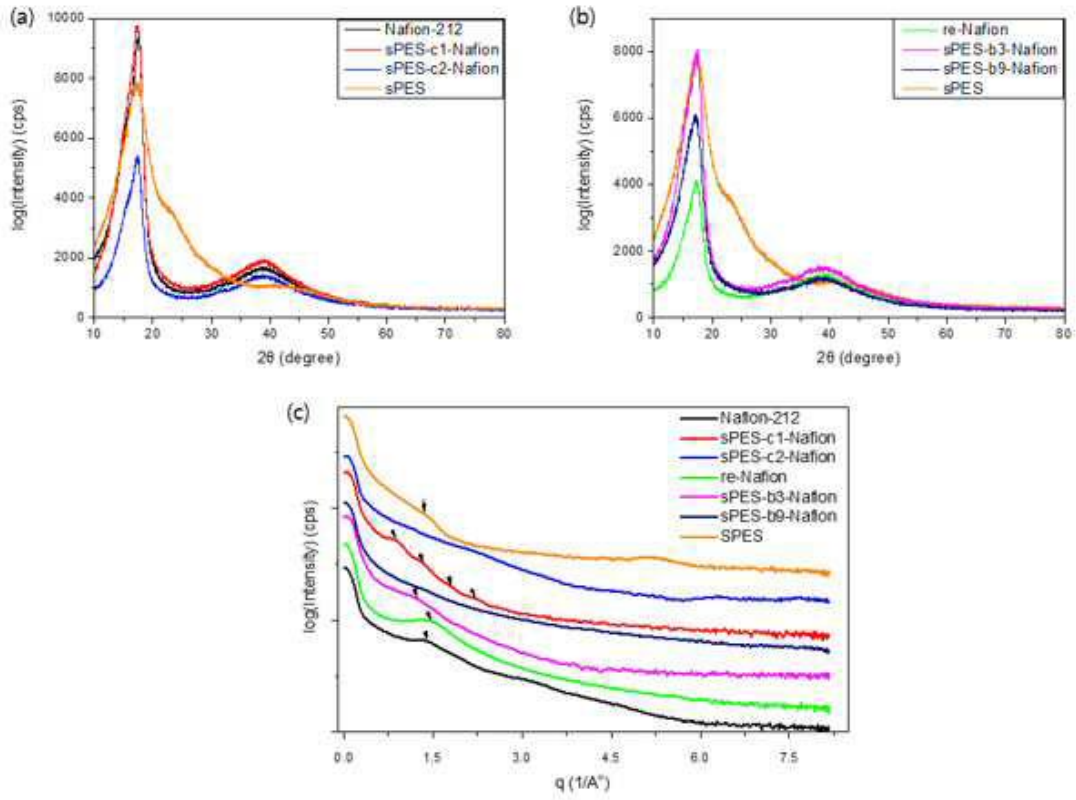 (a)
10000
8000
6000
4000
2000
0
log(Intensity) (cps)
Nafion-212
sPES-c1-Nafion
sPES-c2-Nafion
sPES
10 20 30 40 50 60 80
2θ (degree)
(b)
8000
6000
4000
2000
0
log(Intensity) (cps)
re-Nafion
sPES-b3-Nafion
sPES-b9-Nafion
sPES
10 20 30 40 50 60 80
2θ (degree)
(c)
log(Intensity) (cps)
Nafion-212
sPES-c1-Nafion
sPES-c2-Nafion
re-Nafion
sPES-b3-Nafion
sPES-b9-Nafion
SPES
0.0 1.5 3.0 4.5 6.0 7.5
q (1/A°)